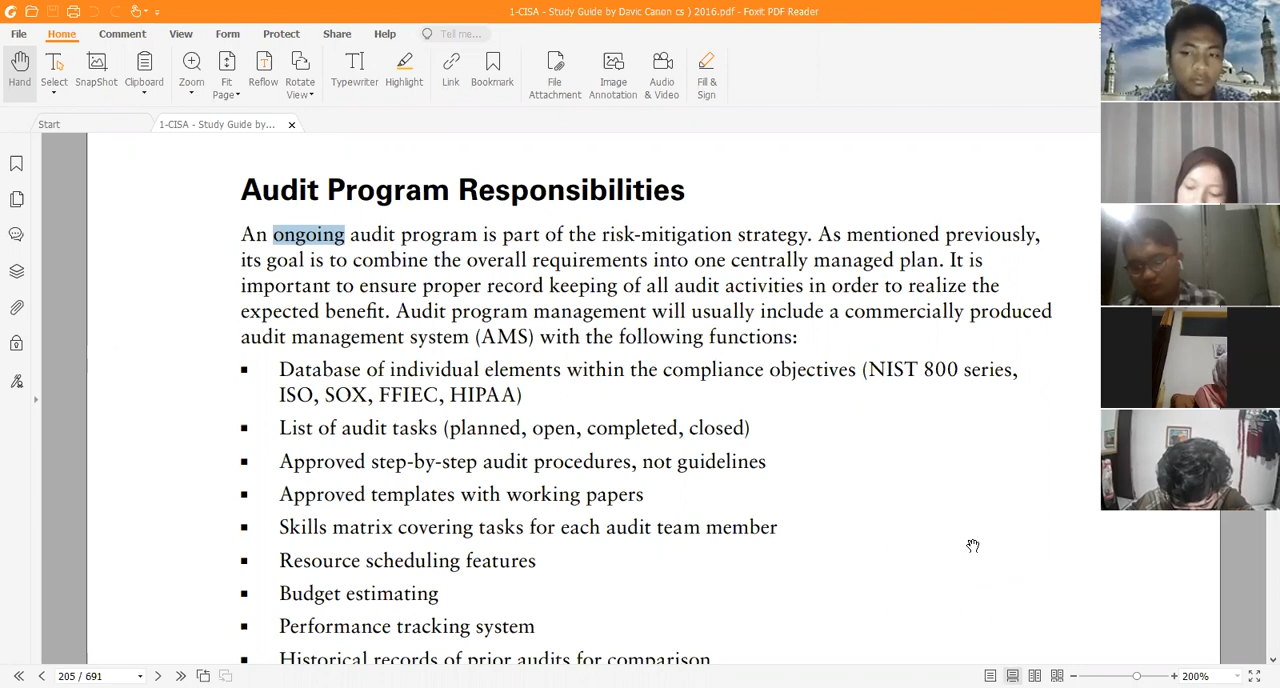 1-CISA - Study Guide by Davic Canon cs ) 2016.pdf - Foxit PDF Reader
File Home Comment View Form Protect Share Help Tell me...
Hand Select SnapShot Clipboard Zoom Fit Page Reflow Rotate View Typewriter Highlight Link Bookmark File Attachment Image Annotation Audio & Video Fill & Sign
Start 1-CISA - Study Guide by...
Audit Program Responsibilities
An ongoing audit program is part of the risk-mitigation strategy. As mentioned previously,
its goal is to combine the overall requirements into one centrally managed plan. It is
important to ensure proper record keeping of all audit activities in order to realize the
expected benefit. Audit program management will usually include a commercially produced
audit management system (AMS) with the following functions:
▪ Database of individual elements within the compliance objectives (NIST 800 series,
ISO, SOX, FFIEC, HIPAA)
▪ List of audit tasks (planned, open, completed, closed)
▪ Approved step-by-step audit procedures, not guidelines
▪ Approved templates with working papers
▪ Skills matrix covering tasks for each audit team member
▪ Resource scheduling features
▪ Budget estimating
▪ Performance tracking system
▪ Historical records of prior audits for comparison
205 / 691 200%